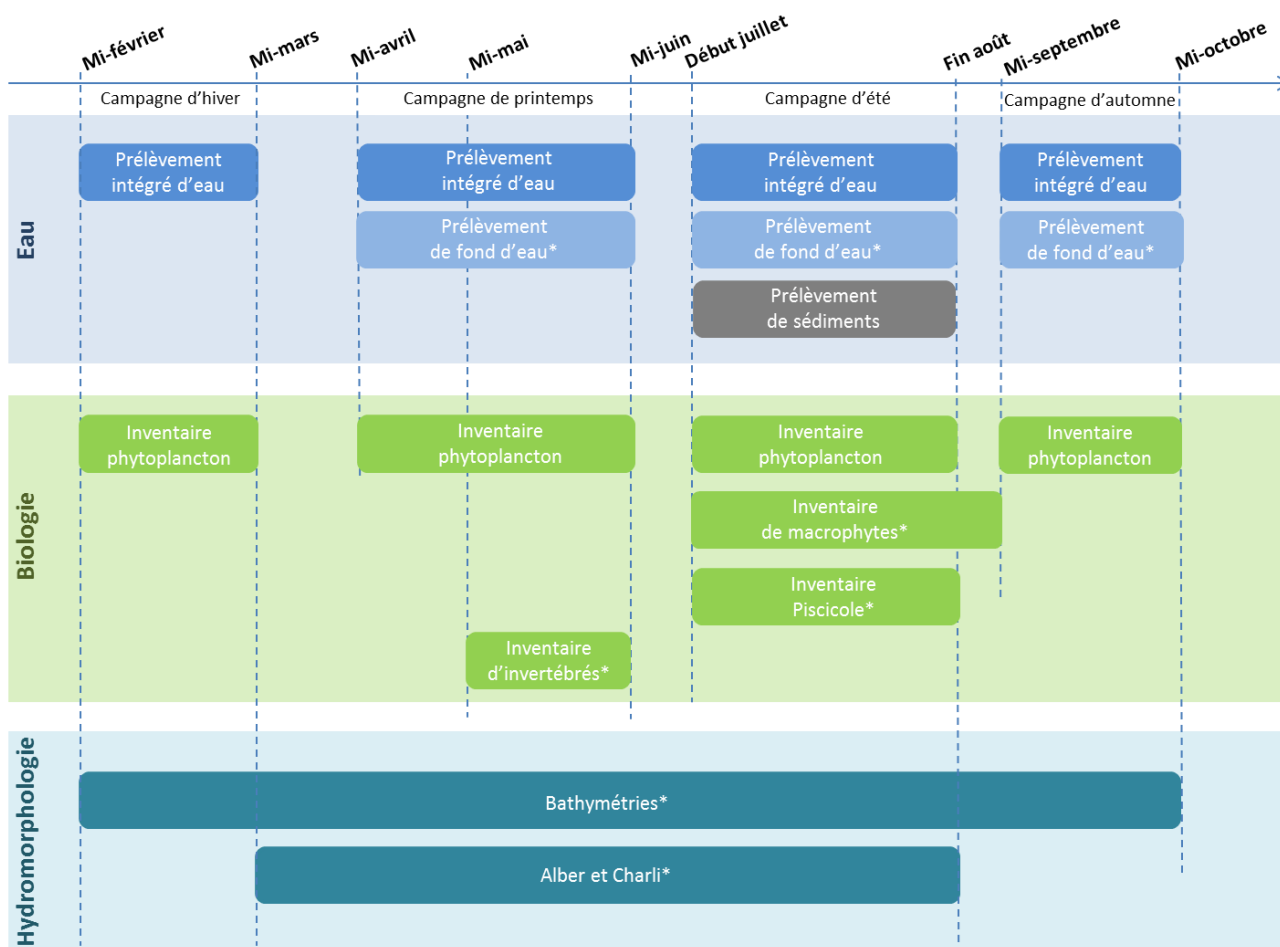 Mi-février
Mi-mars
Mi-avril
Mi-mai
Mi-juin
Début juillet
Fin août
Mi-septembre
Mi-octobre
Campagne d'hiver
Campagne de printemps
Campagne d'été
Campagne d'automne
Eau
Prélèvement
intégré d'eau
Prélèvement
intégré d'eau
Prélèvement
intégré d'eau
Prélèvement
intégré d'eau
Prélèvement
de fond d'eau*
Prélèvement
de fond d'eau*
Prélèvement
de fond d'eau*
Prélèvement
de sédiments
Biologie
Inventaire
phytoplancton
Inventaire
phytoplancton
Inventaire
phytoplancton
Inventaire
phytoplancton
Inventaire
de macrophytes*
Inventaire
Piscicole*
Inventaire
d'invertébrés*
Hydromorphologie
Bathymétries*
Alber et Charli*